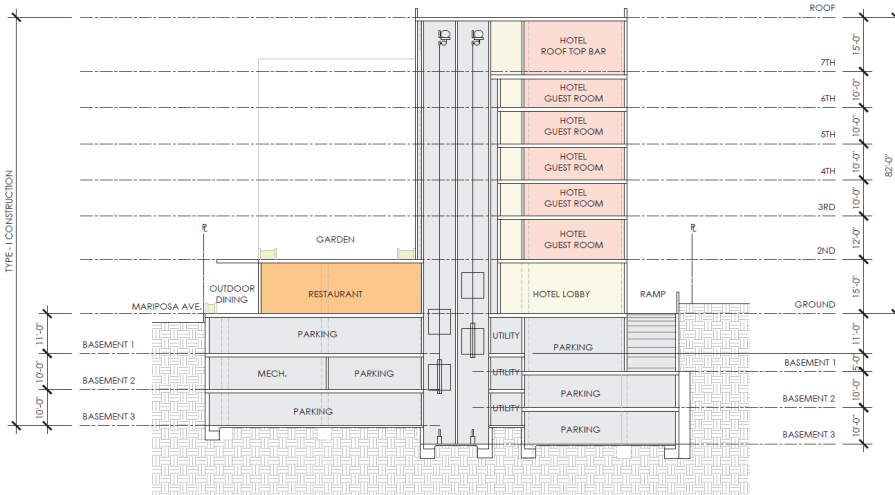 ROOF
HOTEL
ROOF TOP BAR
15'-0"
7TH
HOTEL
GUEST ROOM
10'-0"
6TH
HOTEL
GUEST ROOM
10'-0"
5TH
HOTEL
GUEST ROOM
10'-0"
4TH
82'-0"
HOTEL
GUEST ROOM
10'-0"
3RD
TYPE - I CONSTRUCTION
GARDEN
HOTEL
GUEST ROOM
12'-0"
2ND
OUTDOOR
DINING
RESTAURANT
HOTEL LOBBY
RAMP
15'-0"
MARIPOSA AVE.
GROUND
11'-0"
PARKING
UTILITY
PARKING
11'-0"
BASEMENT 1
BASEMENT 1
5'-0"
10'-0"
MECH.
PARKING
UTILITY
BASEMENT 2
PARKING
10'-0"
BASEMENT 2
10'-0"
PARKING
UTILITY
BASEMENT 3
PARKING
10'-0"
BASEMENT 3